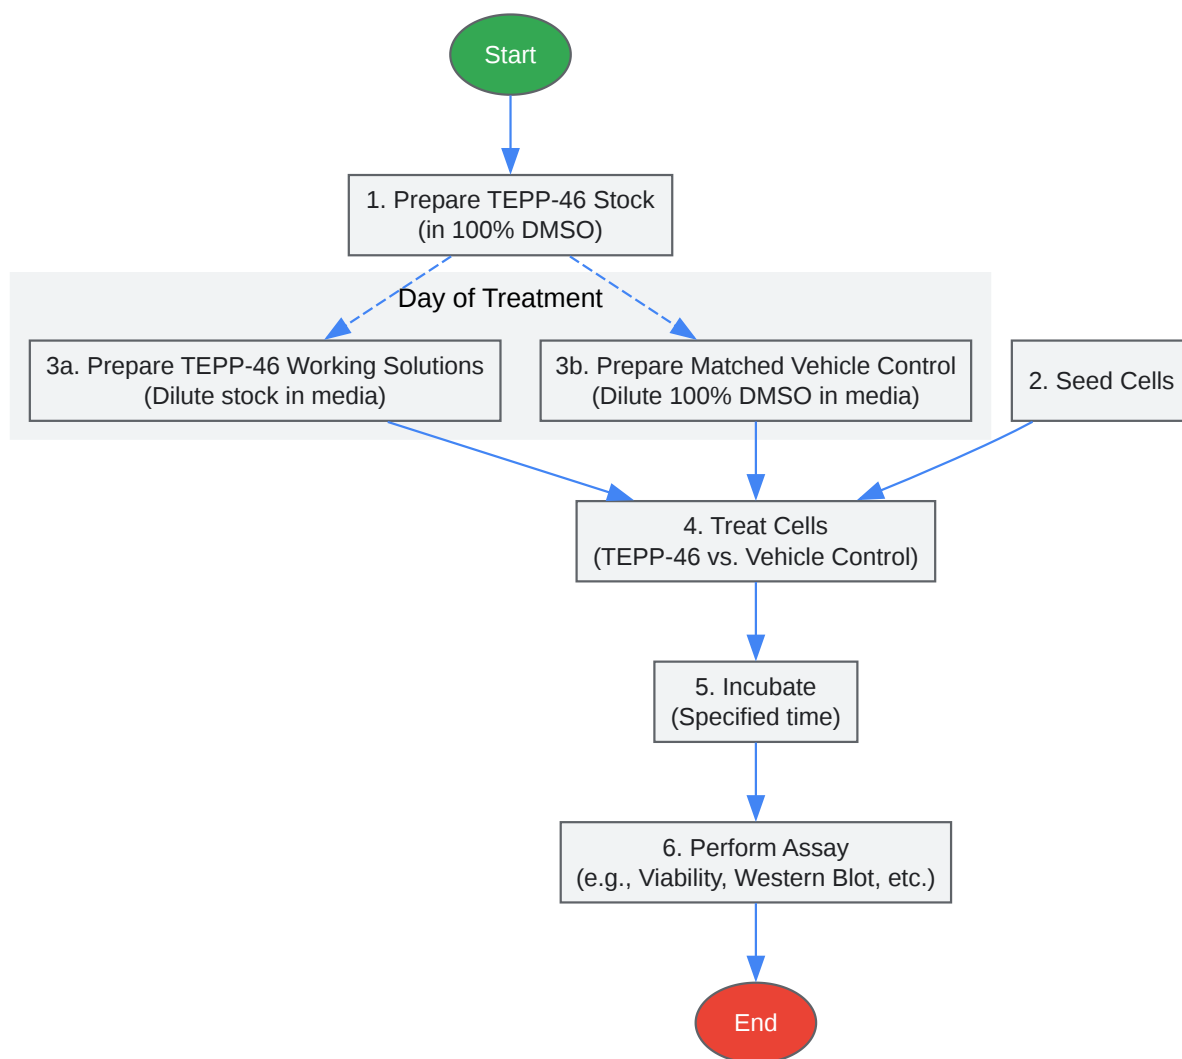 Start
1. Prepare TEPP-46 Stock
(in 100% DMSO)
Day of Treatment
3a. Prepare TEPP-46 Working Solutions
(Dilute stock in media)
3b. Prepare Matched Vehicle Control
(Dilute 100% DMSO in media)
2. Seed Cells
4. Treat Cells
(TEPP-46 vs. Vehicle Control)
5. Incubate
(Specified time)
6. Perform Assay
(e.g., Viability, Western Blot, etc.)
End